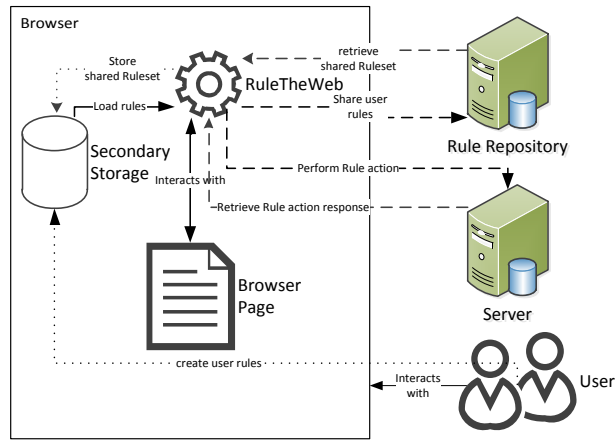 Browser
retrieve
shared Ruleset
Store
shared Ruleset
RuleTheWeb
Load rules
Share user
rules
Secondary
Storage
Rule Repository
Perform Rule action
Interacts with
Retrieve Rule action response
Browser
Page
Server
create user rules
Interacts
with
User